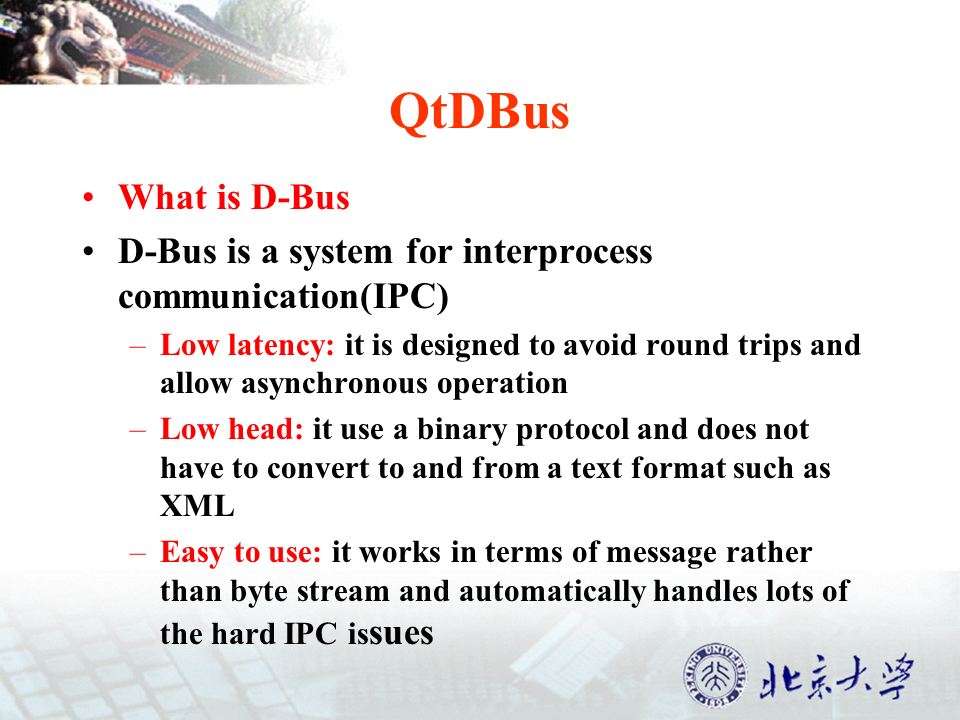 QtDBus
• What is D-Bus
• D-Bus is a system for interprocess
communication(IPC)
– Low latency: it is designed to avoid round trips and
allow asynchronous operation
– Low head: it use a binary protocol and does not
have to convert to and from a text format such as
XML
– Easy to use: it works in terms of message rather
than byte stream and automatically handles lots of
the hard IPC issues
PEKING UNIVERSITY
1898
北京大学